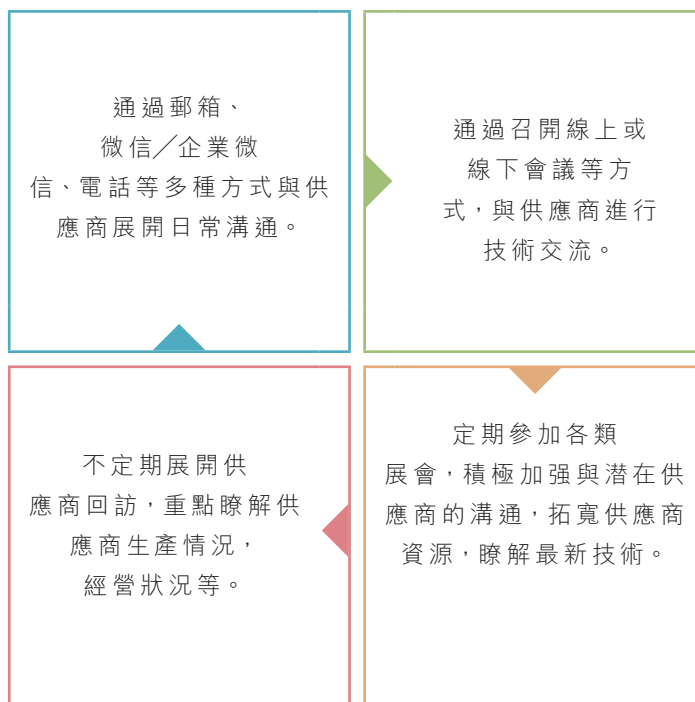 通過郵箱、
微信╱企業微
信、電話等多種方式與供
應商展開日常溝通。
通過召開線上或
線下會議等方
式，與供應商進行
技術交流。
不定期展開供
應商回訪，重點瞭解供
應商生產情況，
經營狀況等。
定期參加各類
展會，積極加强與潛在供
應商的溝通，拓寬供應商
資源，瞭解最新技術。